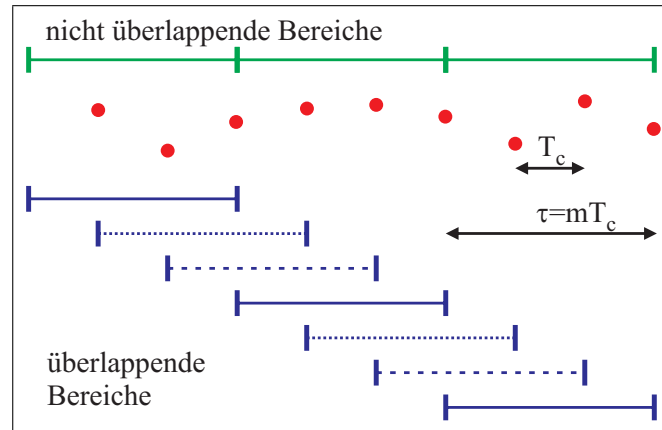 nicht überlappende Bereiche
T_c
τ=mT_c
überlappende
Bereiche